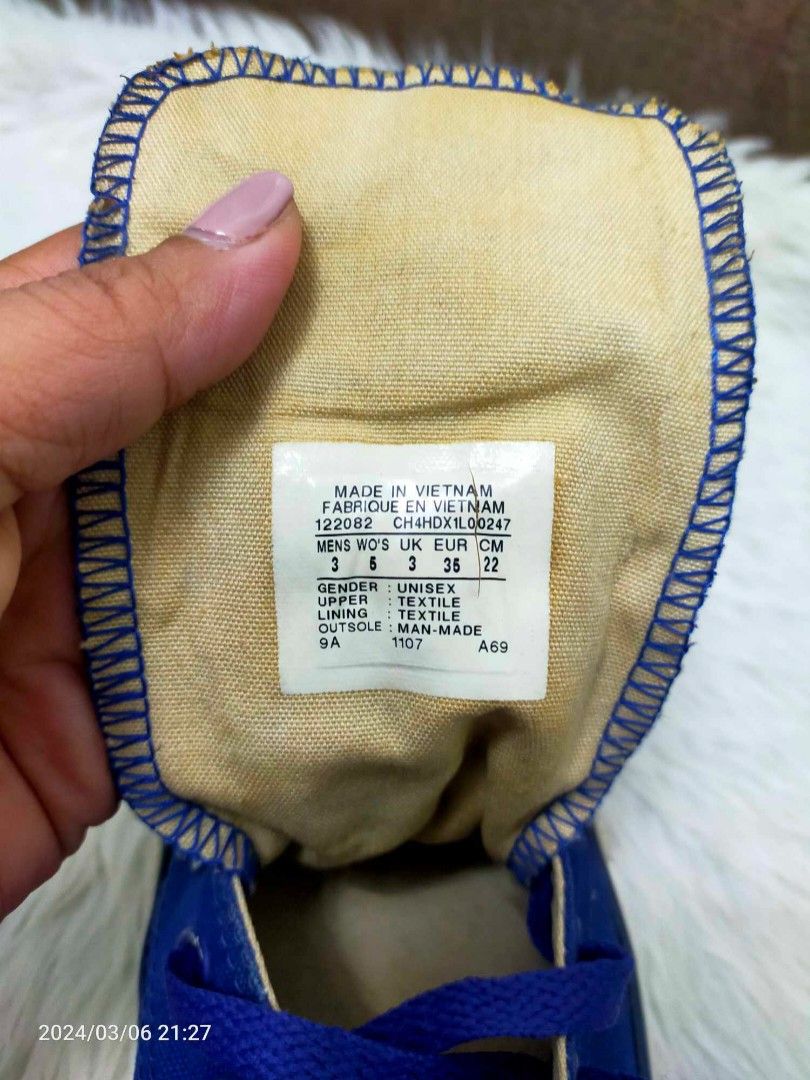 MADE IN VIETNAM
FABRIQUE EN VIETNAM
122082 CH4HDX1L00247
MENS WO'S UK EUR CM
3 5 3 35 22
GENDER : UNISEX
UPPER : TEXTILE
LINING : TEXTILE
OUTSOLE : MAN-MADE
9A 1107 A69
2024/03/06 21:27